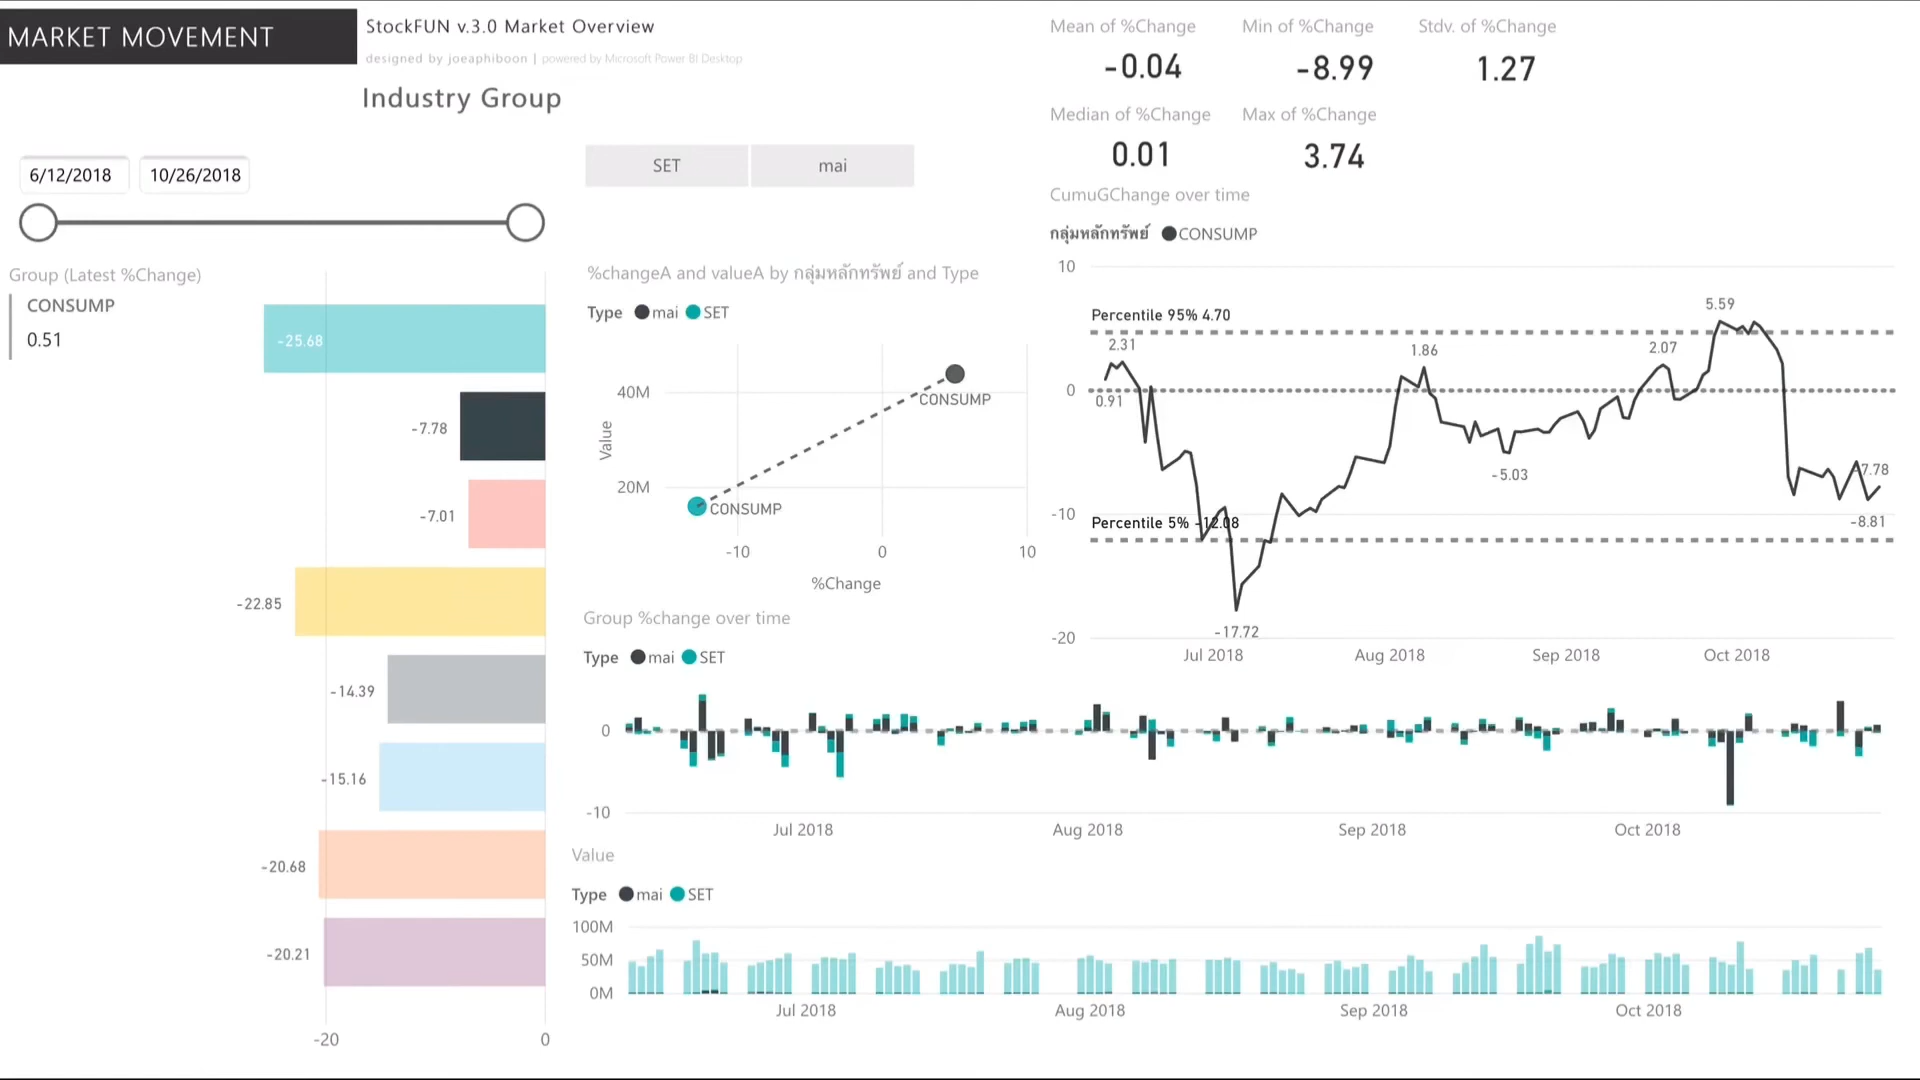 MARKET MOVEMENT
StockFUN v.3.0 Market Overview
designed by joeaphiboon | powered by Microsoft Power BI Desktop
Industry Group
6/12/2018 10/26/2018
SET mai
Mean of %Change Min of %Change Stdv. of %Change
-0.04 -8.99 1.27
Median of %Change Max of %Change
0.01 3.74
Group (Latest %Change)
CONSUMP
0.51
-25.68
-7.78
-7.01
-22.85
-14.39
-15.16
-20.68
-20.21
-20 0
%changeA and valueA by กลุ่มหลักทรัพย์ and Type
Type mai SET
40M
20M
Value
CONSUMP
CONSUMP
-10 0 10
%Change
CumuGChange over time
กลุ่มหลักทรัพย์ CONSUMP
10
0
-10
-20
Percentile 95% 4.70
2.31
0.91
1.86
2.07
5.59
-5.03
-7.78
-8.81
Percentile 5% -12.08
-17.72
Jul 2018 Aug 2018 Sep 2018 Oct 2018
Group %change over time
Type mai SET
0
-10
Jul 2018 Aug 2018 Sep 2018 Oct 2018
Value
Type mai SET
100M
50M
0M
Jul 2018 Aug 2018 Sep 2018 Oct 2018